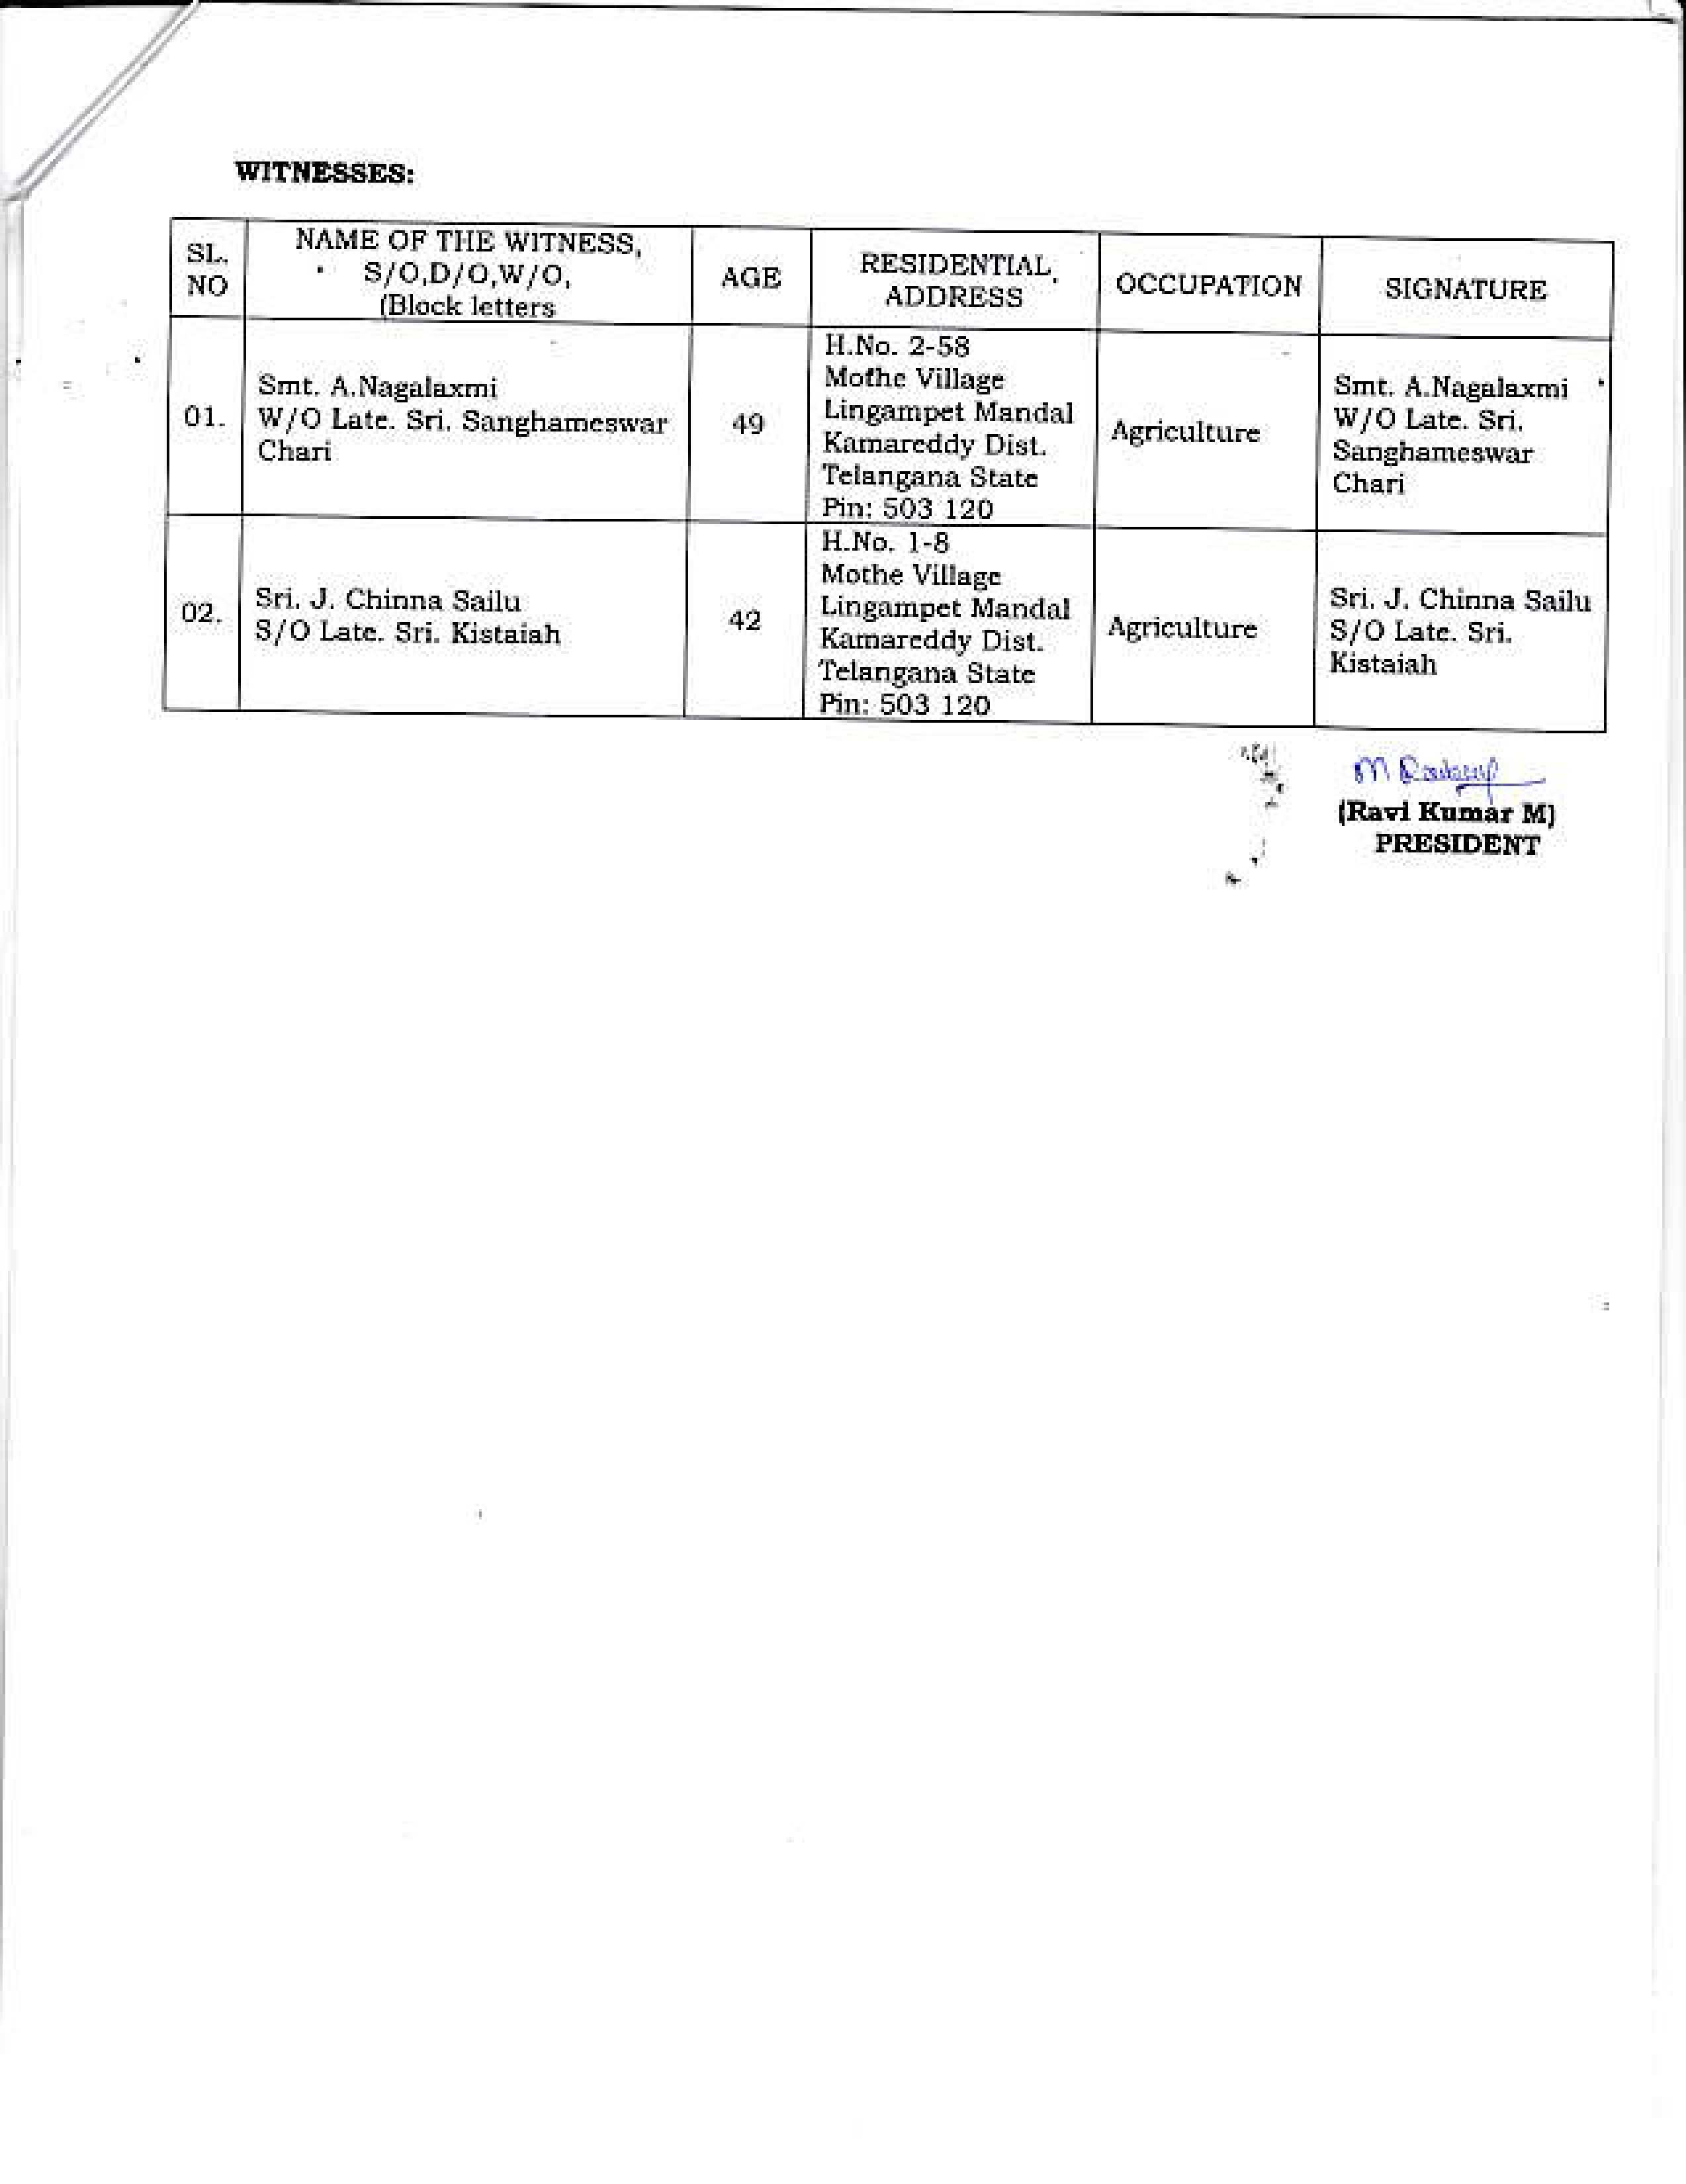 WITNESSES:
SL. NO
NAME OF THE WITNESS,
S/O,D/O,W/O,
(Block letters
AGE
RESIDENTIAL
ADDRESS
OCCUPATION
SIGNATURE
01.
Smt. A.Nagalaxmi
W/O Late. Sri. Sanghameswar
Chari
49
H.No. 2-58
Mothe Village
Lingampet Mandal
Kamareddy Dist.
Telangana State
Pin: 503 120
Agriculture
Smt. A.Nagalaxmi
W/O Late. Sri.
Sanghameswar
Chari
02.
Sri. J. Chinna Sailu
S/O Late. Sri. Kistaiah
42
H.No. 1-8
Mothe Village
Lingampet Mandal
Kamareddy Dist.
Telangana State
Pin: 503 120
Agriculture
Sri. J. Chinna Sailu
S/O Late. Sri.
Kistaiah
(Ravi Kumar M)
PRESIDENT